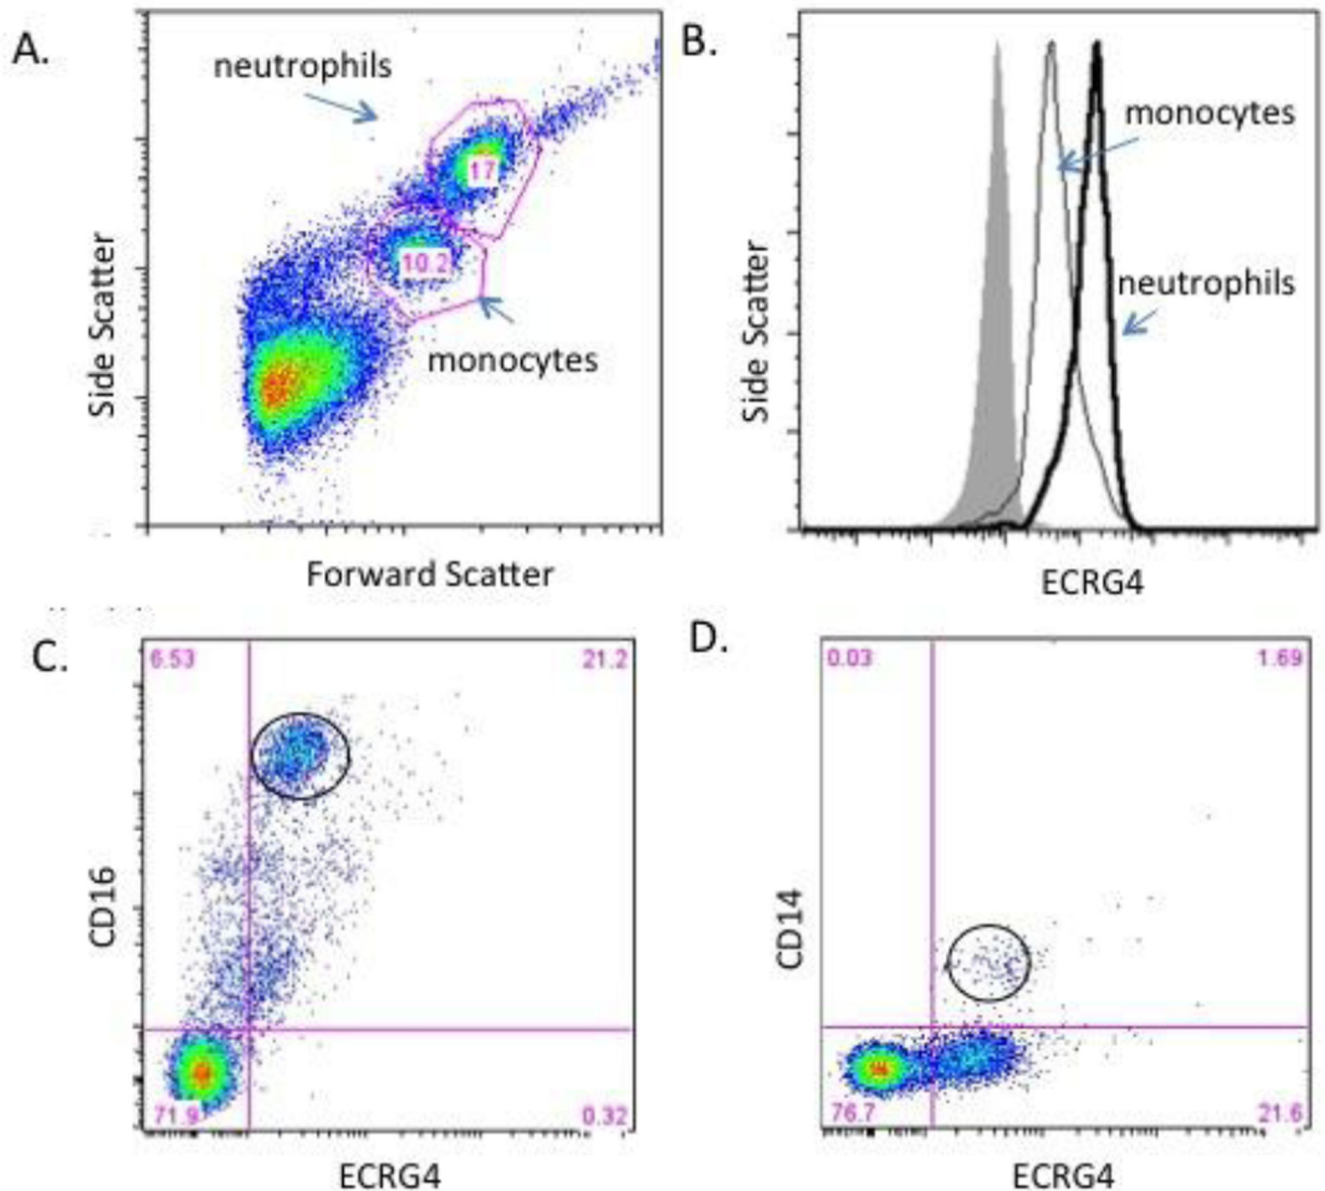 A.
neutrophils
17
10.2
monocytes
Side Scatter
Forward Scatter
B.
monocytes
neutrophils
Side Scatter
ECRG4
C.
6.53
21.2
CD16
71.9
0.32
ECRG4
D.
0.03
1.69
CD14
76.7
21.6
ECRG4